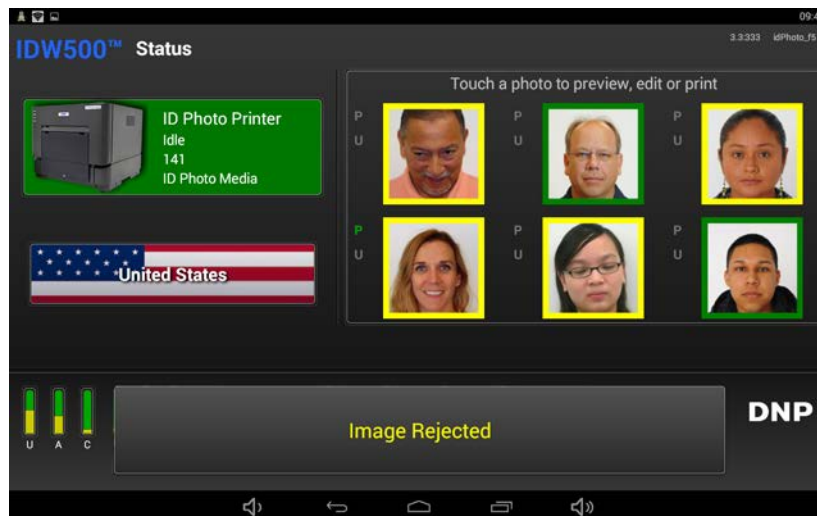 09:4
IDW500™ Status
3.3:333 idPhoto_f5
Touch a photo to preview, edit or print
ID Photo Printer
Idle
141
ID Photo Media
P
U
P
U
P
U
United States
P
U
P
U
P
U
U A C
Image Rejected
DNP